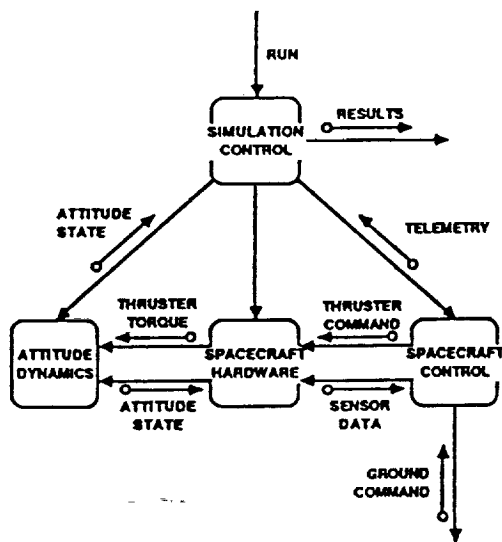 RUN
RESULTS
SIMULATION
CONTROL
ATTITUDE
STATE
TELEMETRY
THRUSTER
TORQUE
THRUSTER
COMMAND
ATTITUDE
DYNAMICS
SPACECRAFT
HARDWARE
SPACECRAFT
CONTROL
ATTITUDE
STATE
SENSOR
DATA
GROUND
COMMAND